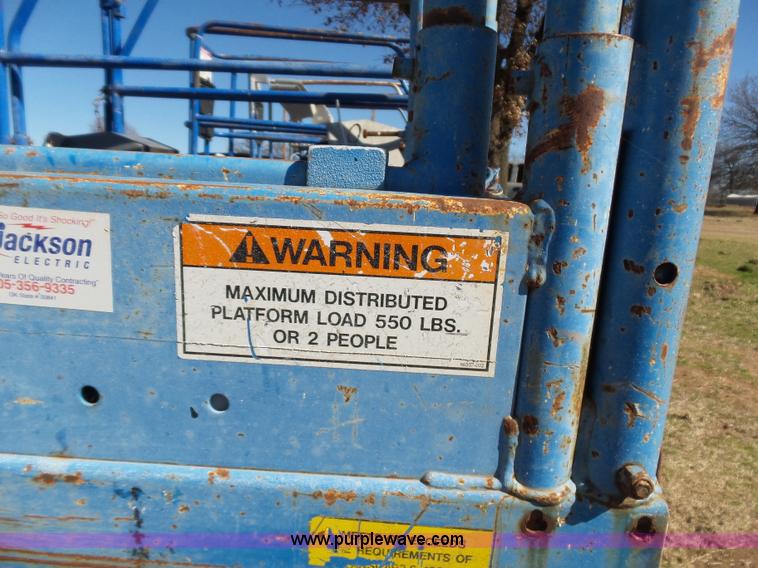 So Good It's Shocking!"
Jackson
ELECTRIC
Years Of Quality Contracting"
05-356-9335
WARNING
MAXIMUM DISTRIBUTED
PLATFORM LOAD 550 LBS.
OR 2 PEOPLE
www.purplewave.com
REQUIREMENTS OF